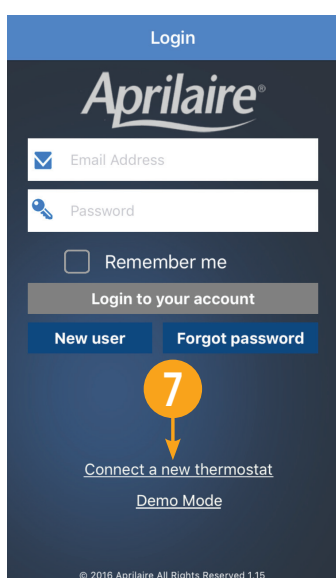 Login
Aprilaire®
Email Address
Password
Remember me
Login to your account
New user Forgot password
7
Connect a new thermostat
Demo Mode
© 2016 Aprilaire All Rights Reserved 1.15